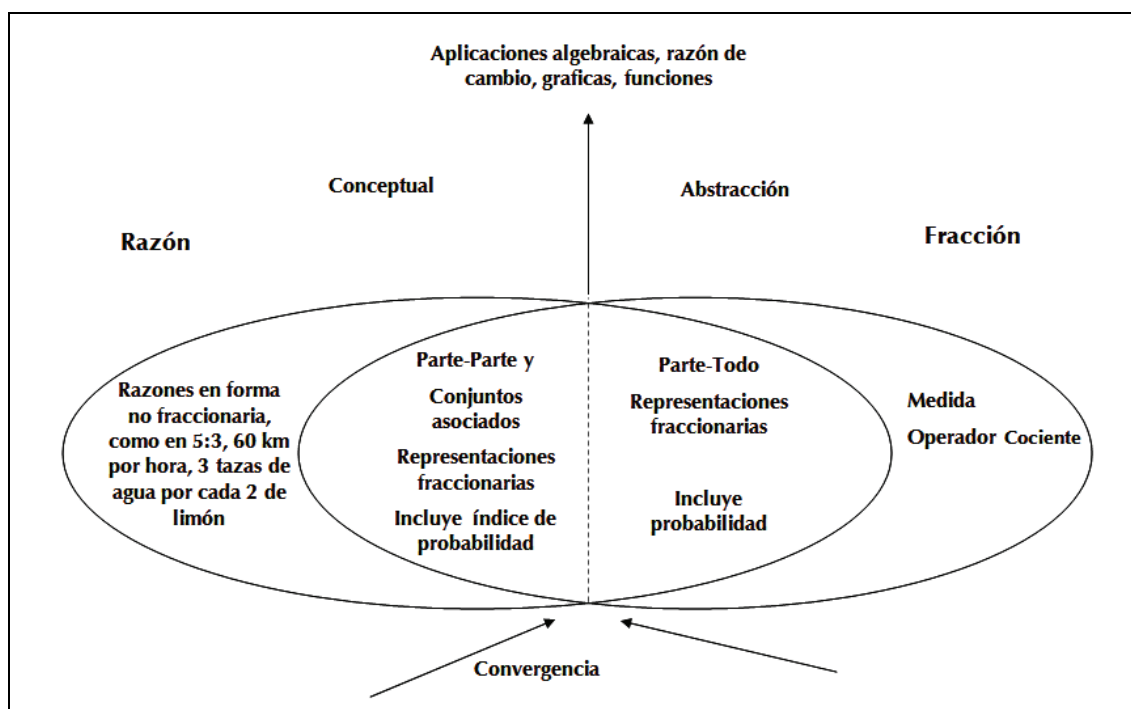 Aplicaciones algebraicas, razón de
cambio, graficas, funciones
Conceptual
Abstracción
Razón
Fracción
Razones en forma
no fraccionaria,
como en 5:3, 60 km
por hora, 3 tazas de
agua por cada 2 de
limón
Parte-Parte y
Conjuntos
asociados
Representaciones
fraccionarias
Incluye índice de
probabilidad
Parte-Todo
Representaciones
fraccionarias
Incluye
probabilidad
Medida
Operador Cociente
Convergencia